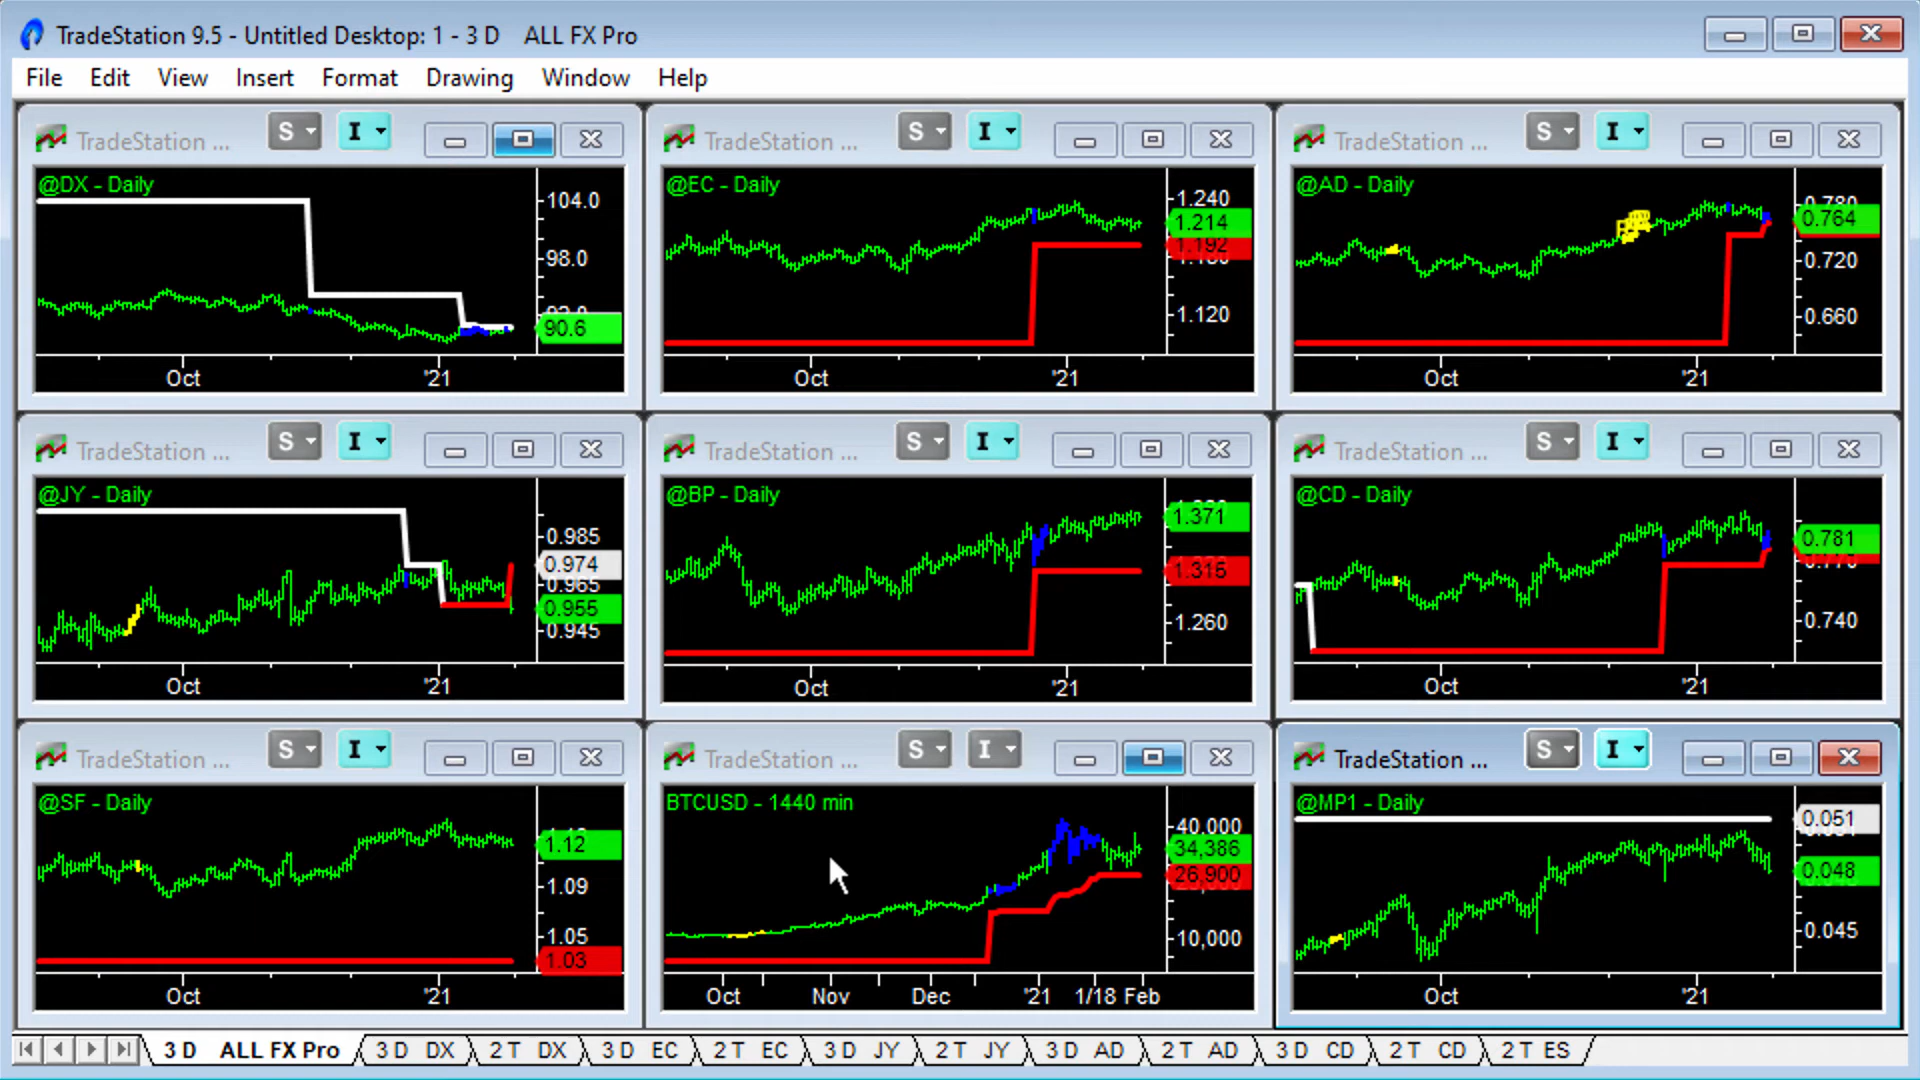 TradeStation 9.5 - Untitled Desktop: 1 - 3 D ALL FX Pro
File Edit View Insert Format Drawing Window Help
TradeStation ... S I
@DX - Daily
104.0
98.0
90.6
Oct '21
TradeStation ... S I
@EC - Daily
1.240
1.214
1.192
1.120
Oct '21
TradeStation ... S I
@AD - Daily
0.780
0.764
0.720
0.660
Oct '21
TradeStation ... S I
@JY - Daily
0.985
0.974
0.965
0.955
0.945
Oct '21
TradeStation ... S I
@BP - Daily
1.371
1.315
1.260
Oct '21
TradeStation ... S I
@CD - Daily
0.781
0.740
Oct '21
TradeStation ... S I
@SF - Daily
1.12
1.09
1.05
1.03
Oct '21
TradeStation ... S I
BTCUSD - 1440 min
40,000
34,386
26,900
10,000
Oct Nov Dec '21 1/18 Feb
TradeStation ... S I
@MP1 - Daily
0.051
0.048
0.045
Oct '21
3 D ALL FX Pro 3 D DX 2 T DX 3 D EC 2 T EC 3 D JY 2 T JY 3 D AD 2 T AD 3 D CD 2 T CD 2 T ES